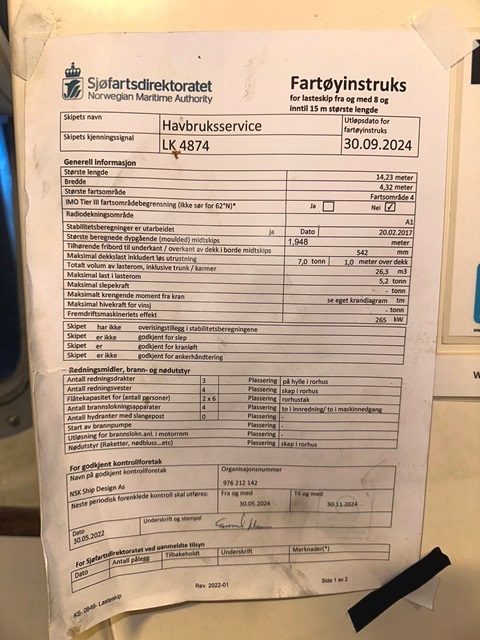 Sjøfartsdirektoratet
Norwegian Maritime Authority
Fartøyinstruks
for lasteskip fra og med 8 og
inntil 15 m største lengde
Skipets navn Havbruksservice Utløpsdato for fartøyinstruks
Skipets kjenningssignal LK 4874 30.09.2024
Generell informasjon
Største lengde 14,23 meter
Bredde 4,32 meter
Største fartsområde Fartsområde 4
IMO Tier III fartsområdebegrensning (Ikke sør for 62°N)* Ja Nei ✓
Radiodekningsområde A1
Stabilitetsberegninger er utarbeidet ja Dato 20.02.2017
Største beregnede dypgående (moulded) midtskips 1,948 meter
Tilhørende fribord til underkant / overkant av dekk i borde midtskips 542 mm
Maksimal dekkslast inkludert løs utrustning 7,0 tonn 1,0 meter over dekk
Totalt volum av lasterom, inklusive trunk / karmer 26,3 m3
Maksimal last i lasterom 5,2 tonn
Maksimal slepekraft - tonn
Maksimalt krengende moment fra kran se eget krandiagram tm
Maksimal hivekraft for vinsj - tonn
Fremdriftsmaskineriets effekt 265 kW
Skipet har ikke overisingstillegg i stabilitetsberegningene
Skipet er ikke godkjent for slep
Skipet er godkjent for kranløft
Skipet er ikke godkjent for ankerhåndtering
Redningsmidler, brann- og nødutstyr
Antall redningsdrakter 3 Plassering på hylle i rorhus
Antall redningsvester 4 Plassering skap i rorhus
Flåtekapasitet for (antall personer) 2 x 6 Plassering rorhustak
Antall brannslokningsapparater 4 Plassering to i innredning/ to i maskinnedgang
Antall hydranter med slangepost 0 Plassering -
Start av brannpumpe Plassering -
Utløsning for brannslokn.anl. i motorrom Plassering -
Nødutstyr (Raketter, nødbluss...etc) Plassering skap i rorhus
For godkjent kontrollforetak
Navn på godkjent kontrollforetak Organisasjonsnummer
NSK Ship Design As 976 212 142
Neste periodisk forenklede kontroll skal utføres: Fra og med Til og med
30.05.2024 30.11.2024
Dato Underskrift og stempel
30.05.2022
For Sjøfartsdirektoratet ved uanmeldte tilsyn
Dato Antall pålegg Tilbakeholdt Underskrift Merknader(*)
KS- 0649- Lasteskip Rev. 2022-01 Side 1 av 2